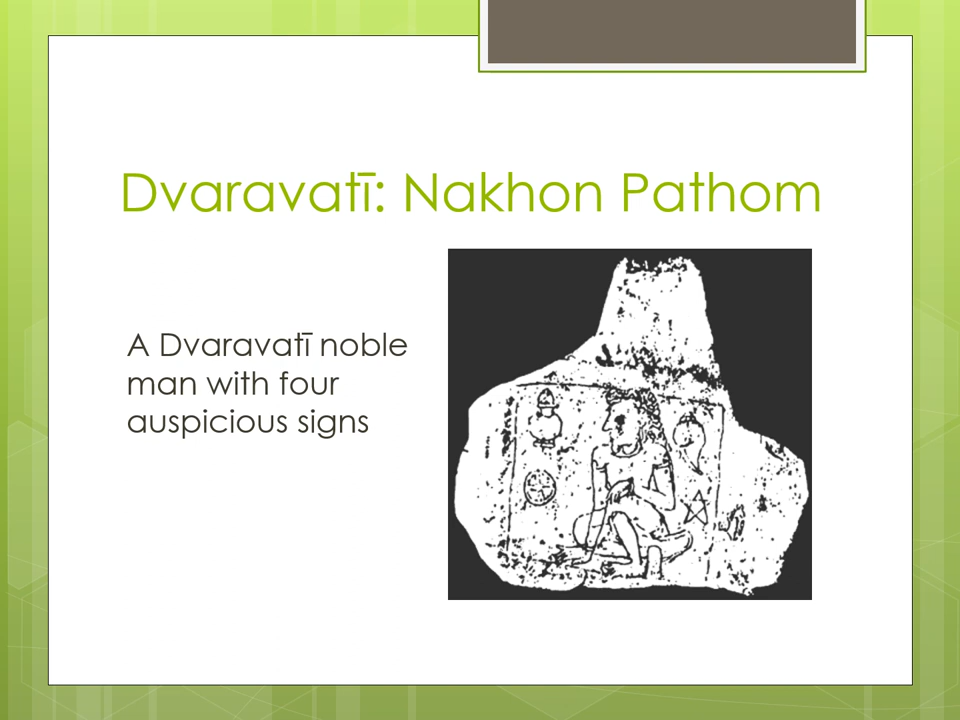 Dvaravatī: Nakhon Pathom
A Dvaravatī noble
man with four
auspicious signs